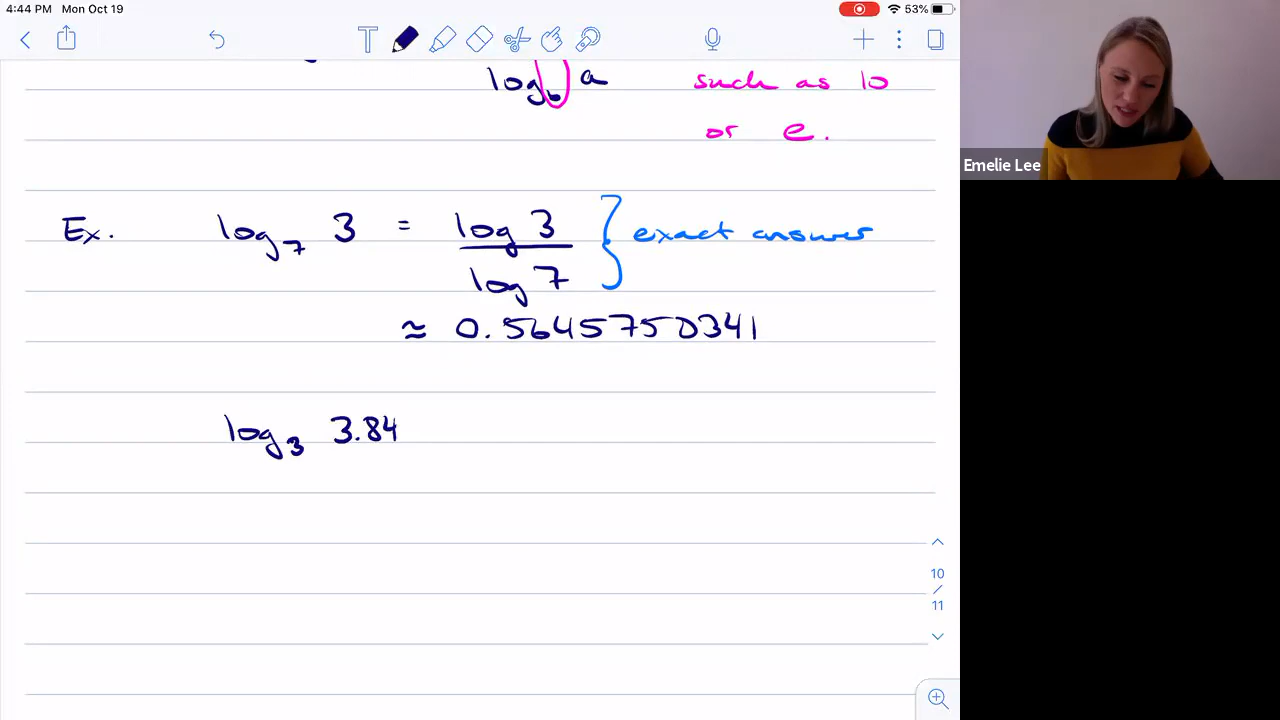 4:44 PM Mon Oct 19
53%
log_b a such as 10
or e.
Emelie Lee
Ex. log_7 3 = log 3 / log 7 } exact answer
≈ 0.5645750341
log_3 3.84
10
/
11